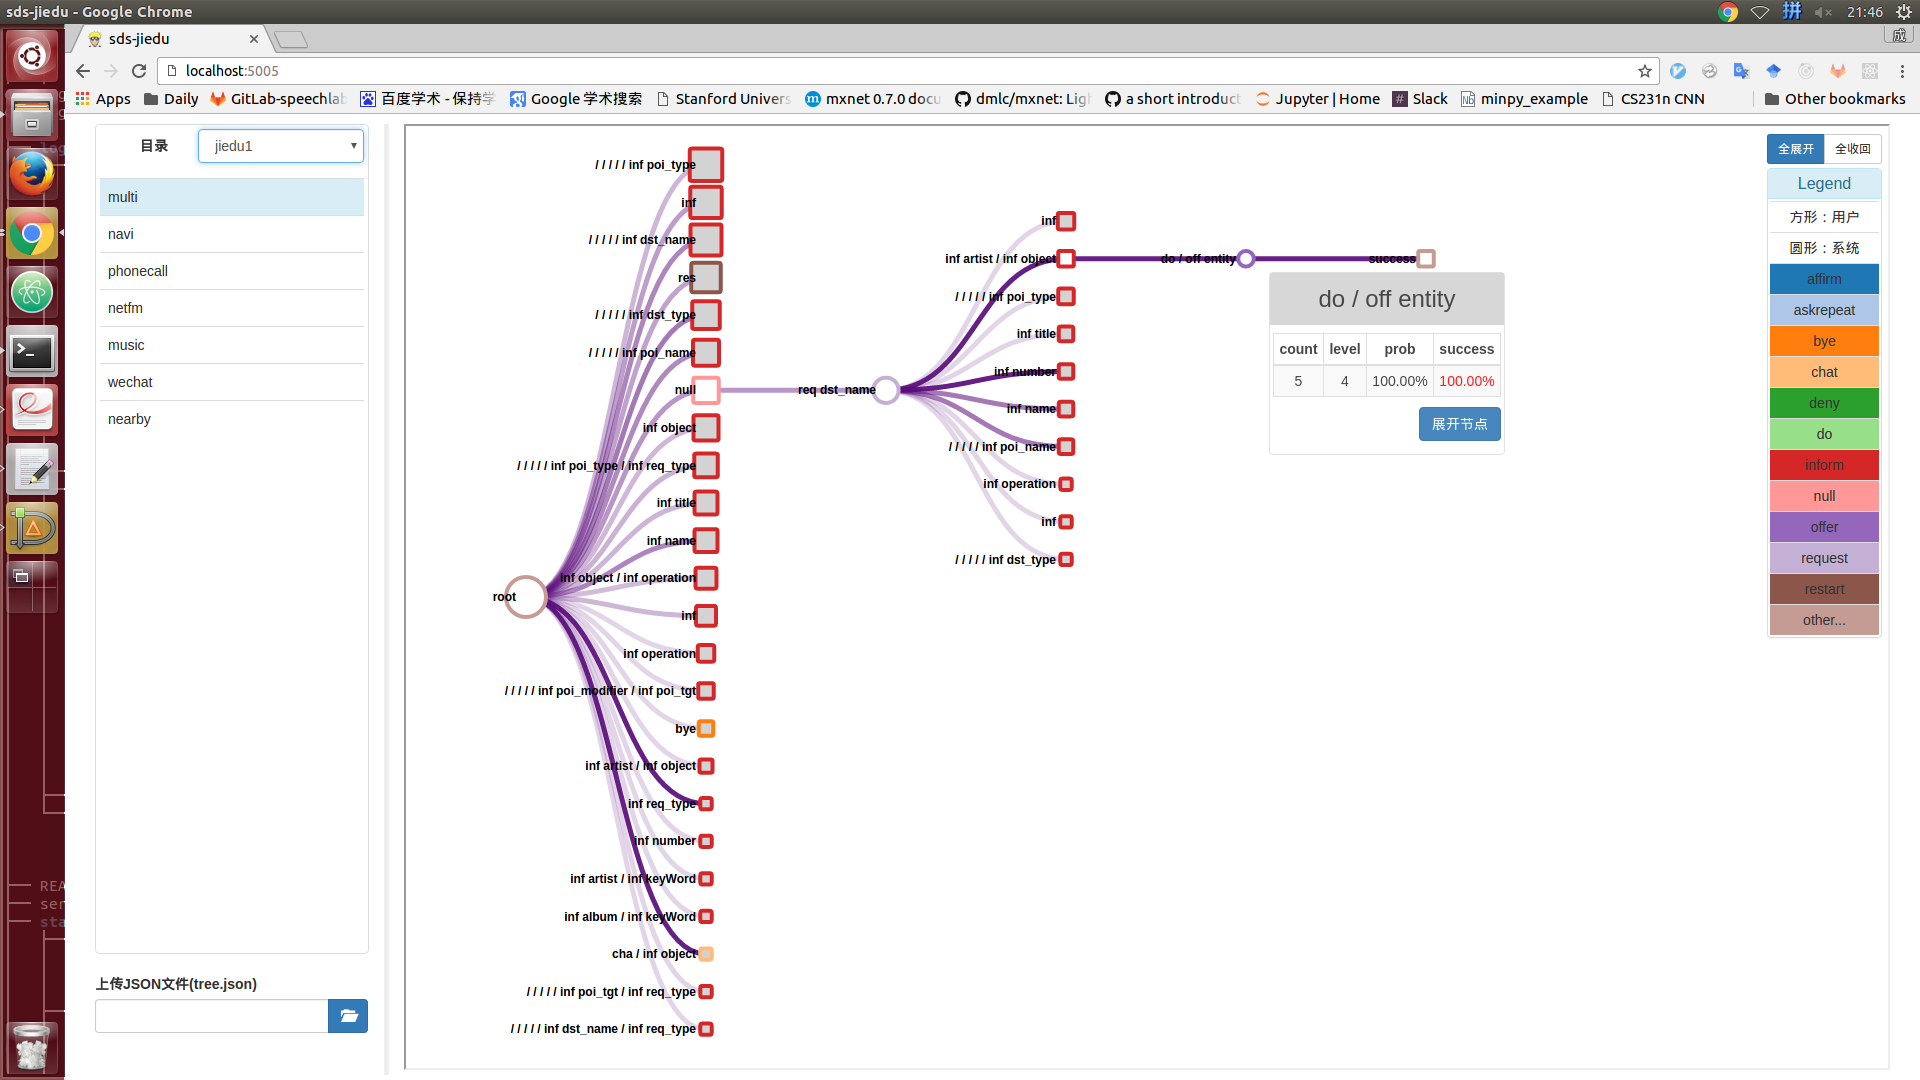 sds-jiedu - Google Chrome
21:46
sds-jiedu
成
localhost:5005
Apps
Daily
GitLab-speechlab
百度学术 - 保持学
Google 学术搜索
Stanford Univers
mxnet 0.7.0 docu
dmlc/mxnet: Lig
a short introduct
Jupyter | Home
Slack
minpy_example
CS231n CNN
Other bookmarks
目录
jiedu1
multi
navi
phonecall
netfm
music
wechat
nearby
上传JSON文件(tree.json)
root
/ / / / / inf poi_type
inf
/ / / / / inf dst_name
res
/ / / / / inf dst_type
/ / / / / inf poi_name
null
inf object
/ / / / / inf poi_type / inf req_type
inf title
inf name
inf object / inf operation
inf
inf operation
/ / / / / inf poi_modifier / inf poi_tgt
bye
inf artist / inf object
inf req_type
inf number
inf artist / inf keyWord
inf album / inf keyWord
cha / inf object
/ / / / / inf poi_tgt / inf req_type
/ / / / / inf dst_name / inf req_type
req dst_name
inf
inf artist / inf object
/ / / / / inf poi_type
inf title
inf number
inf name
/ / / / / inf poi_name
inf operation
inf
/ / / / / inf dst_type
do / off entity
success
do / off entity
count level prob success
5 4 100.00% 100.00%
展开节点
全展开 全收回
Legend
方形：用户
圆形：系统
affirm
askrepeat
bye
chat
deny
do
inform
null
offer
request
restart
other...
REA
ser
sta